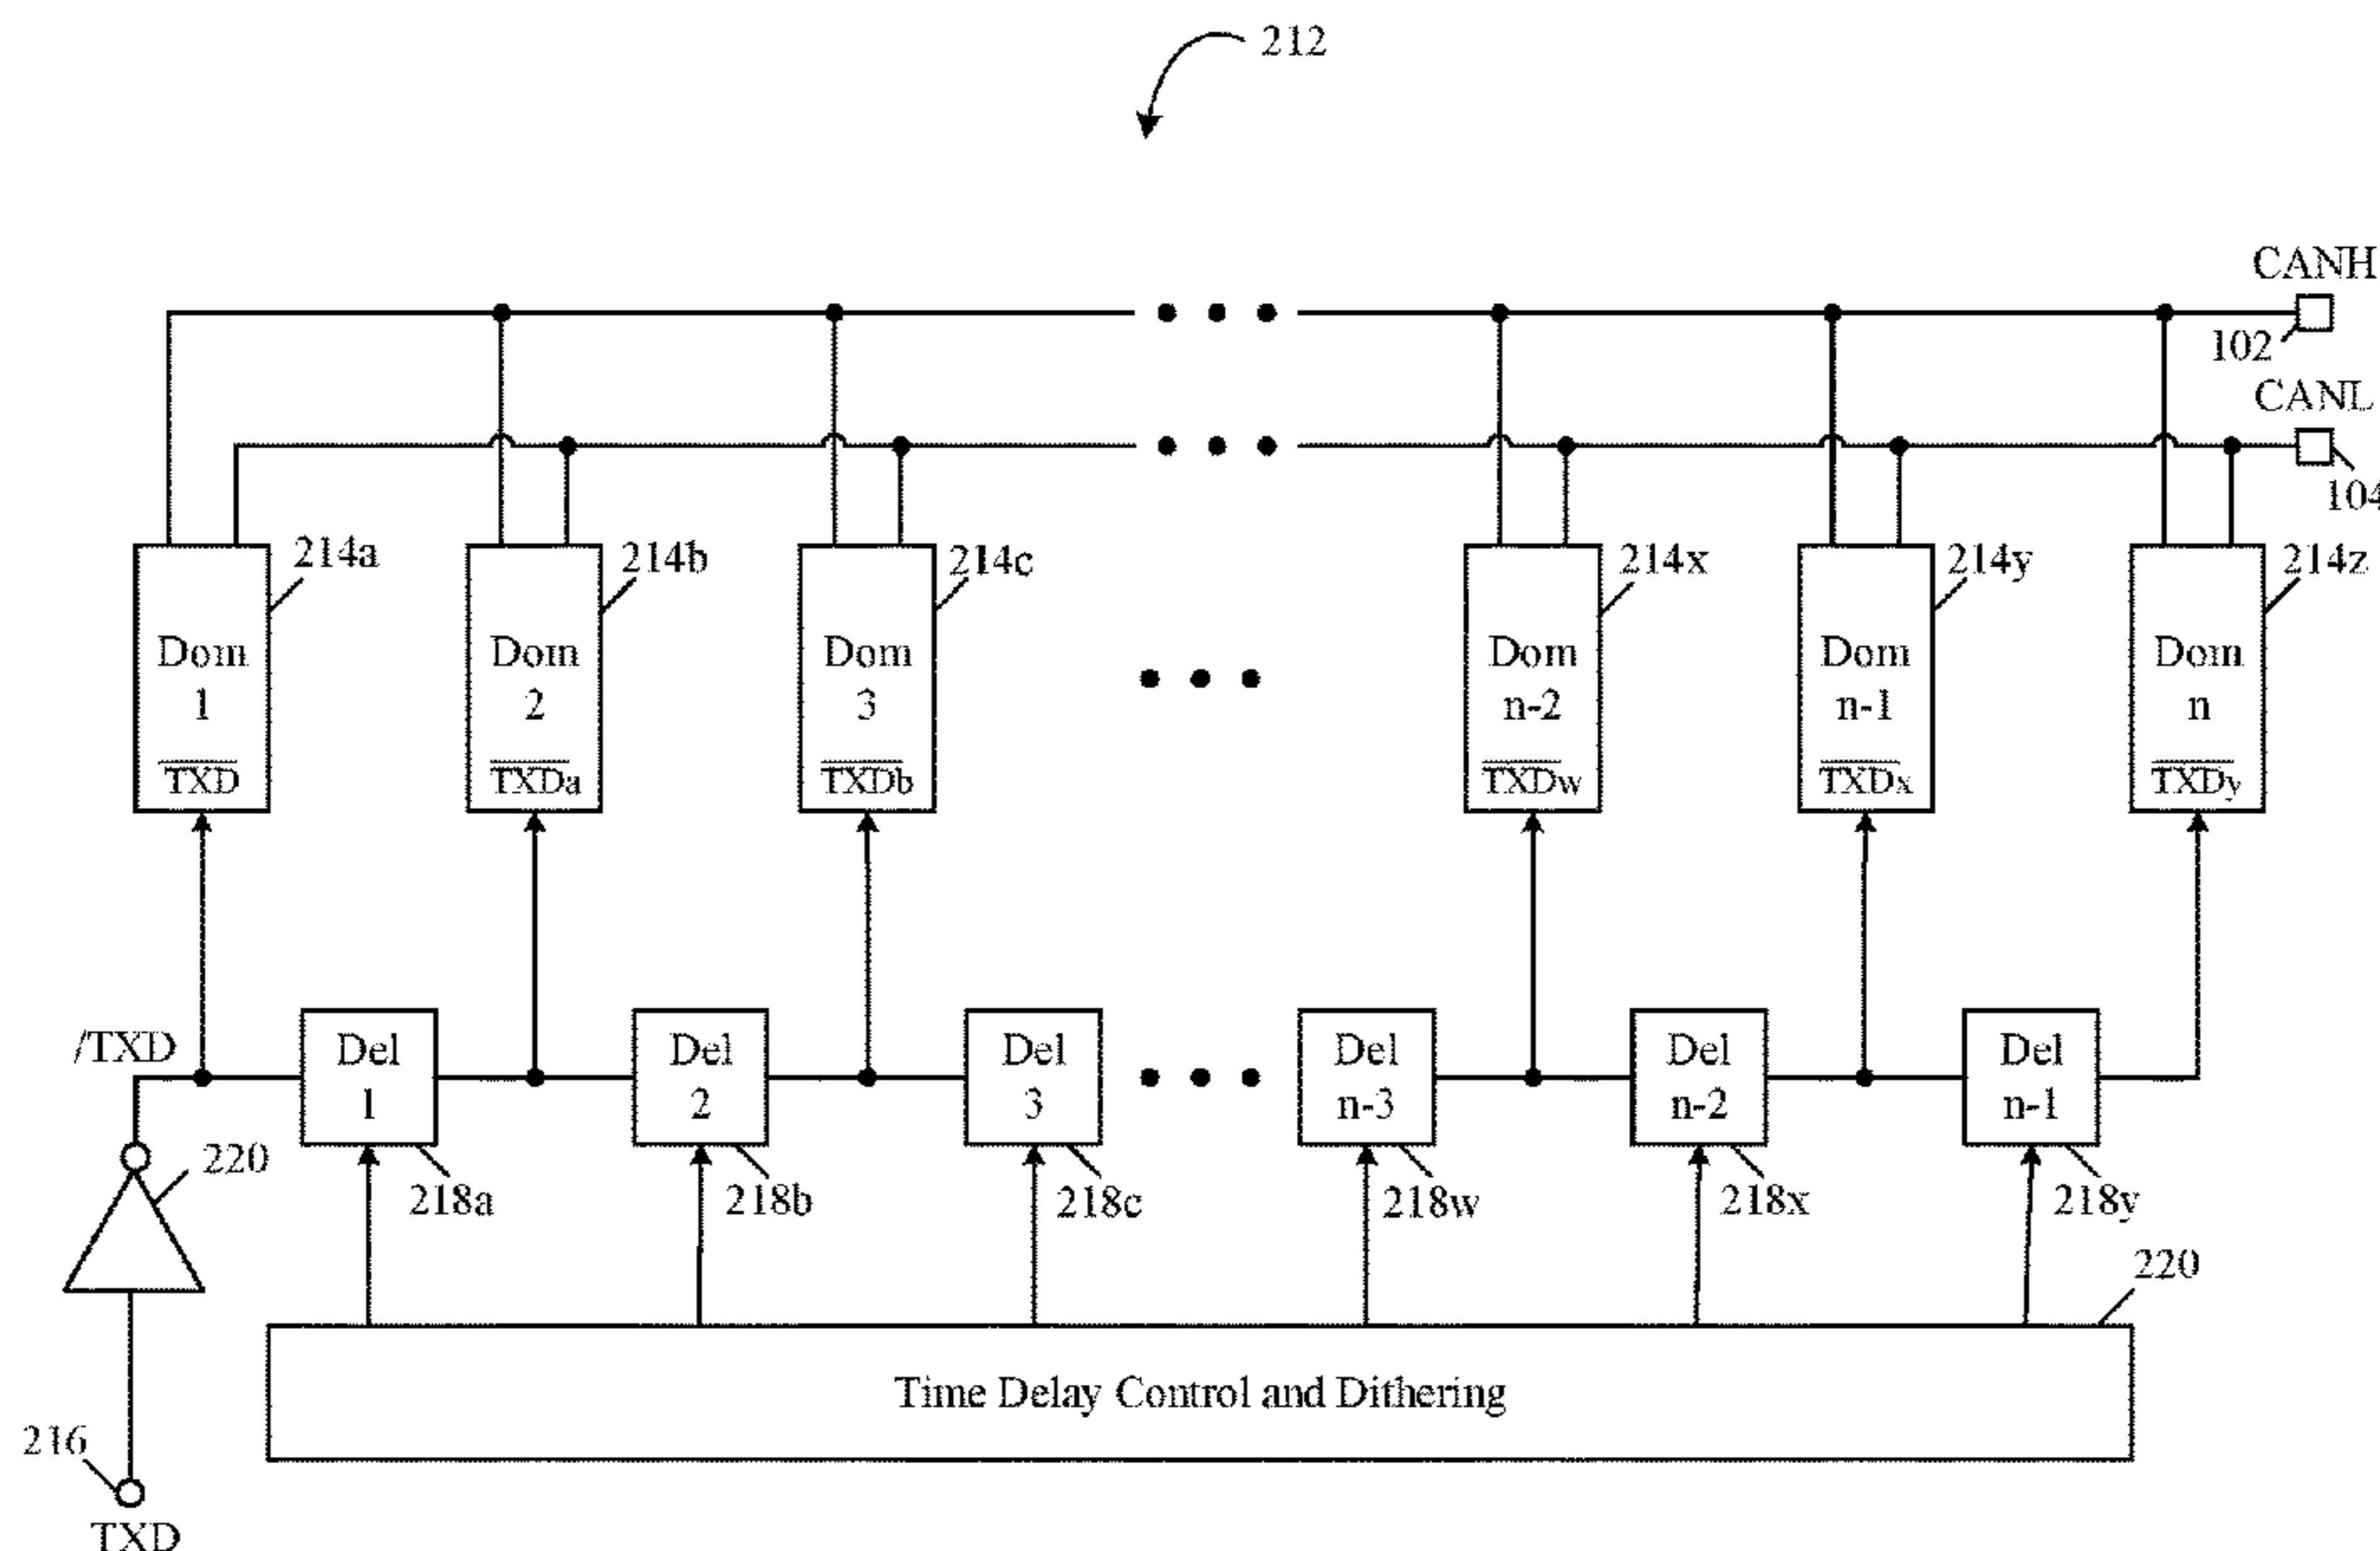 212
CANH
102
CANL
104
214a
214b
214c
214x
214y
214z
Dom
1
TXD
Dom
2
TXDa
Dom
3
TXDb
Dom
n-2
TXDw
Dom
n-1
TXDx
Dom
n
TXDy
/TXD
Del
1
Del
2
Del
3
Del
n-3
Del
n-2
Del
n-1
220
218a
218b
218c
218w
218x
218y
220
Time Delay Control and Dithering
216
TXD